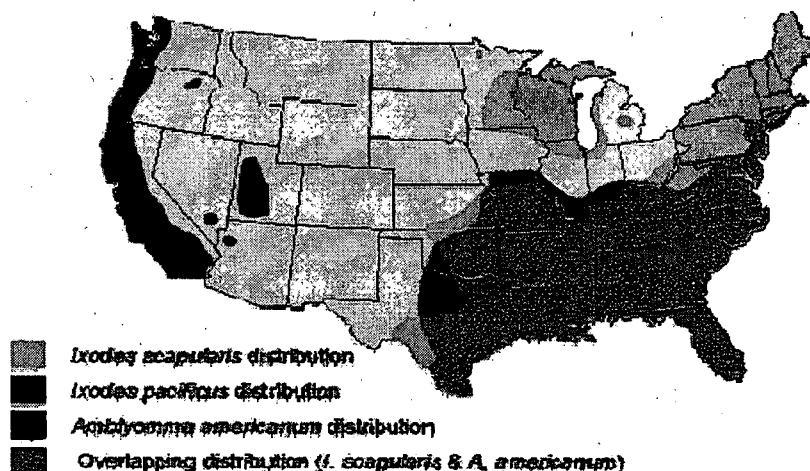 Ixodes scapularis distribution
Ixodes pacificus distribution
Amblyomma americanum distribution
Overlapping distribution (I. scapularis & A. americanum)